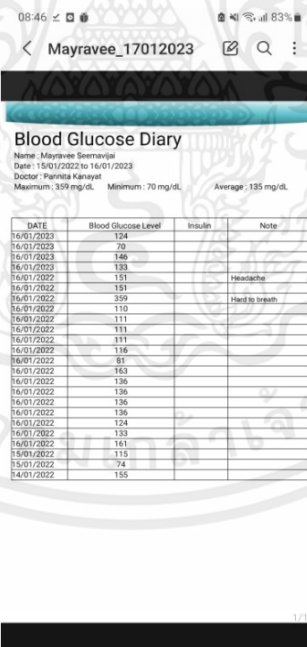 08:46 83%
Mayravee_17012023
Blood Glucose Diary
Name : Mayravee Seemavijai
Date : 15/01/2022 to 16/01/2023
Doctor : Pannita Kanayat
Maximum : 359 mg/dL Minimum : 70 mg/dL Average : 135 mg/dL
DATE Blood Glucose Level Insulin Note
16/01/2023 124
16/01/2023 70
16/01/2023 146
16/01/2023 133
16/01/2022 151 Headache
16/01/2022 151
16/01/2022 359 Hard to breath
16/01/2022 110
16/01/2022 111
16/01/2022 111
16/01/2022 111
16/01/2022 116
16/01/2022 81
16/01/2022 163
16/01/2022 136
16/01/2022 136
16/01/2022 136
16/01/2022 136
16/01/2022 124
16/01/2022 133
16/01/2022 161
15/01/2022 115
15/01/2022 74
14/01/2022 155
1/1